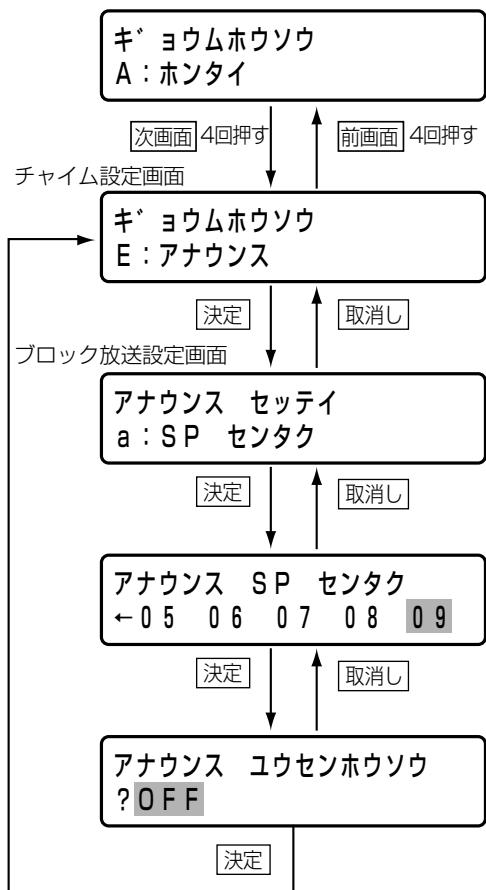 ギョウムホウソウ
A:ホンタイ
次画面 4回押す 前画面 4回押す
チャイム設定画面
ギョウムホウソウ
E:アナウンス
決定 取消し
ブロック放送設定画面
アナウンス セッテイ
a:SP センタク
決定 取消し
アナウンス SP センタク
←05 06 07 08 09
決定 取消し
アナウンス ユウセンホウソウ
?OFF
決定